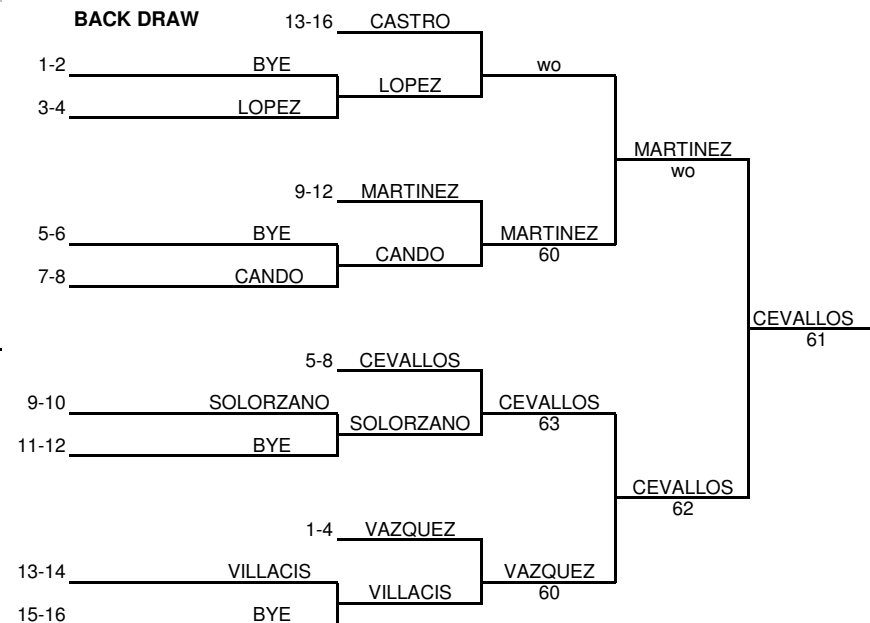 BACK DRAW
13-16 CASTRO
1-2 BYE wo
LOPEZ
3-4 LOPEZ
MARTINEZ
wo
9-12 MARTINEZ
5-6 BYE MARTINEZ
CANDO 60
7-8 CANDO
CEVALLOS
61
5-8 CEVALLOS
9-10 SOLORZANO CEVALLOS
SOLORZANO 63
11-12 BYE
CEVALLOS
62
1-4 VAZQUEZ
13-14 VILLACIS VAZQUEZ
VILLACIS 60
15-16 BYE